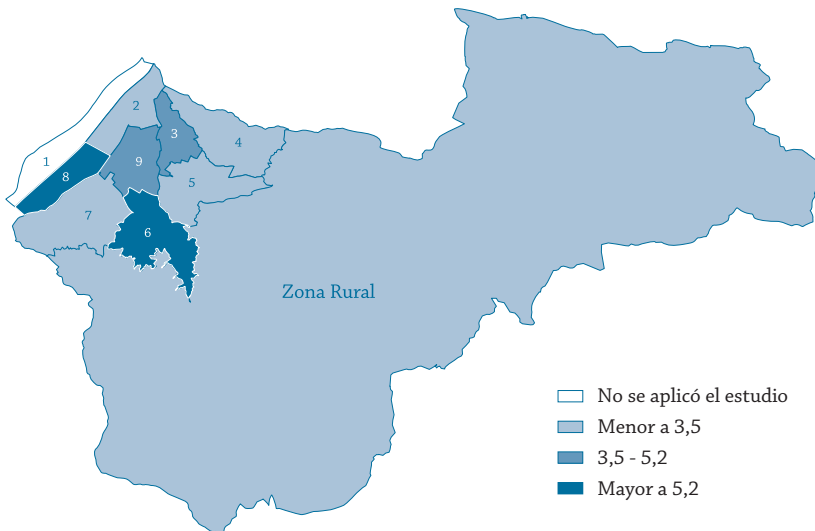 2
3
4
1
9
8
5
7
6
Zona Rural
No se aplicó el estudio
Menor a 3,5
3,5 - 5,2
Mayor a 5,2